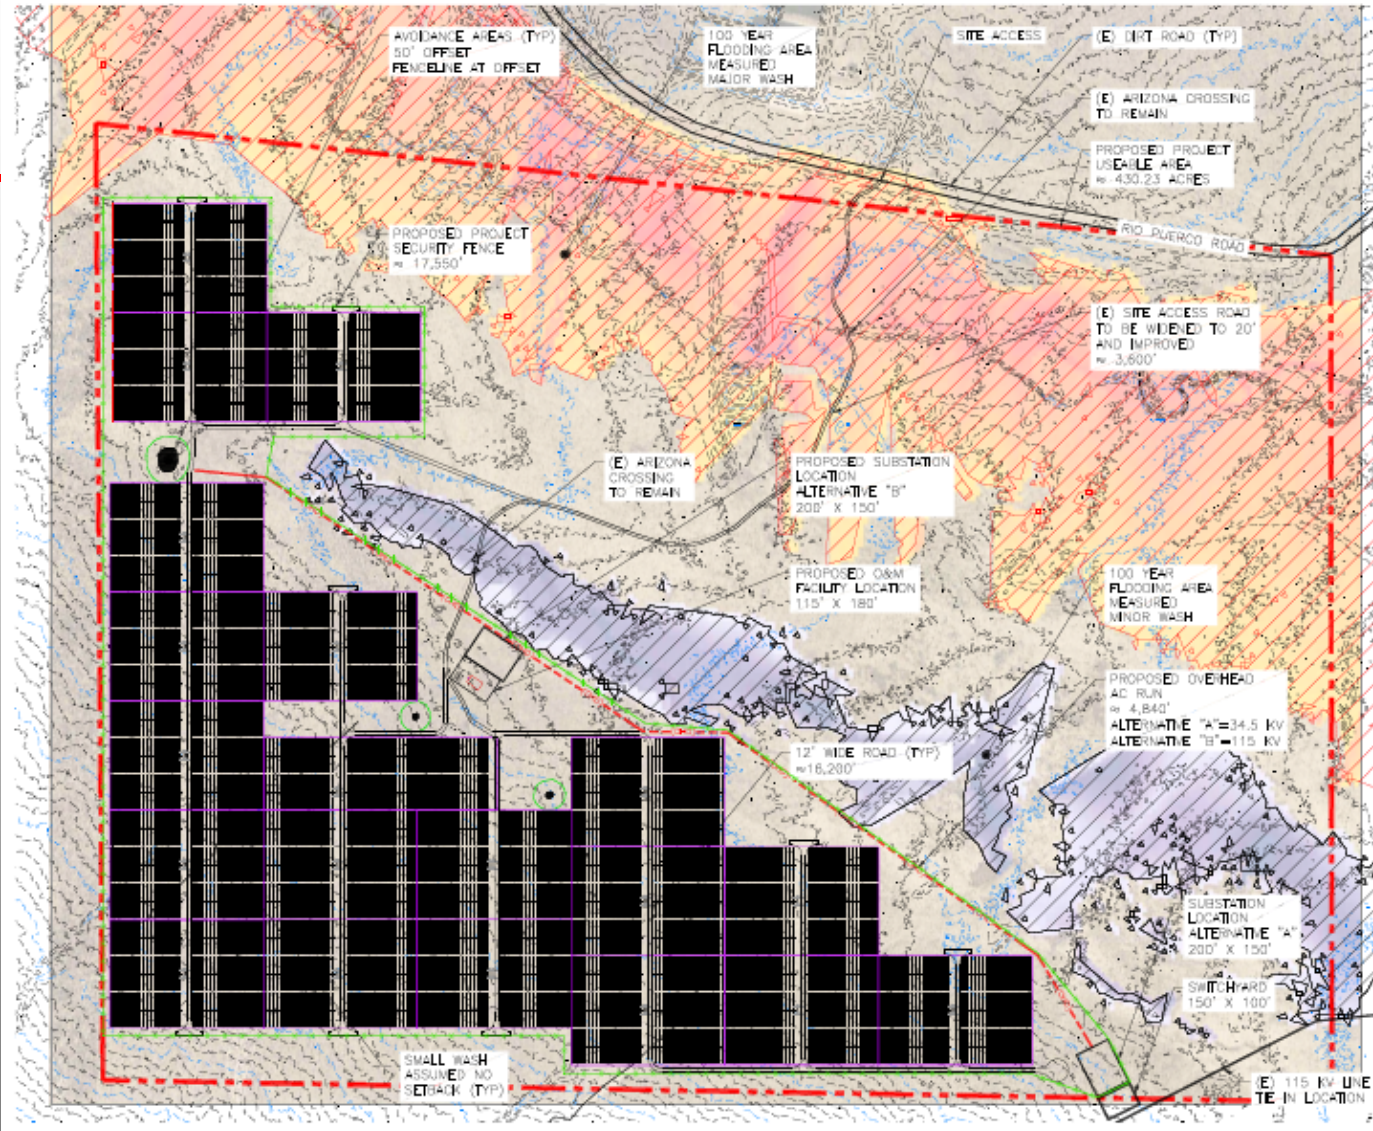 AVOIDANCE AREAS (TYP)
50' OFFSET
FENCELINE AT OFFSET
100 YEAR
FLOODING AREA
MEASURED
MAJOR WASH
SITE ACCESS
(E) DIRT ROAD (TYP)
(E) ARIZONA CROSSING
TO REMAIN
PROPOSED PROJECT
USEABLE AREA
≈ 430.23 ACRES
RIO PUERCO ROAD
PROPOSED PROJECT
SECURITY FENCE
≈ 17,550'
(E) SITE ACCESS ROAD
TO BE WIDENED TO 20'
AND IMPROVED
≈ 3,600'
(E) ARIZONA
CROSSING
TO REMAIN
PROPOSED SUBSTATION
LOCATION
ALTERNATIVE "B"
200' X 150'
PROPOSED O&M
FACILITY LOCATION
115' X 180'
100 YEAR
FLOODING AREA
MEASURED
MINOR WASH
PROPOSED OVERHEAD
AC RUN
≈ 4,840'
ALTERNATIVE "A"=34.5 KV
ALTERNATIVE "B"=115 KV
12' WIDE ROAD (TYP)
≈16,200'
SUBSTATION
LOCATION
ALTERNATIVE "A"
200' X 150'
SWITCHYARD
150' X 100'
SMALL WASH
ASSUMED NO
SETBACK (TYP)
(E) 115 KV LINE
TIE IN LOCATION